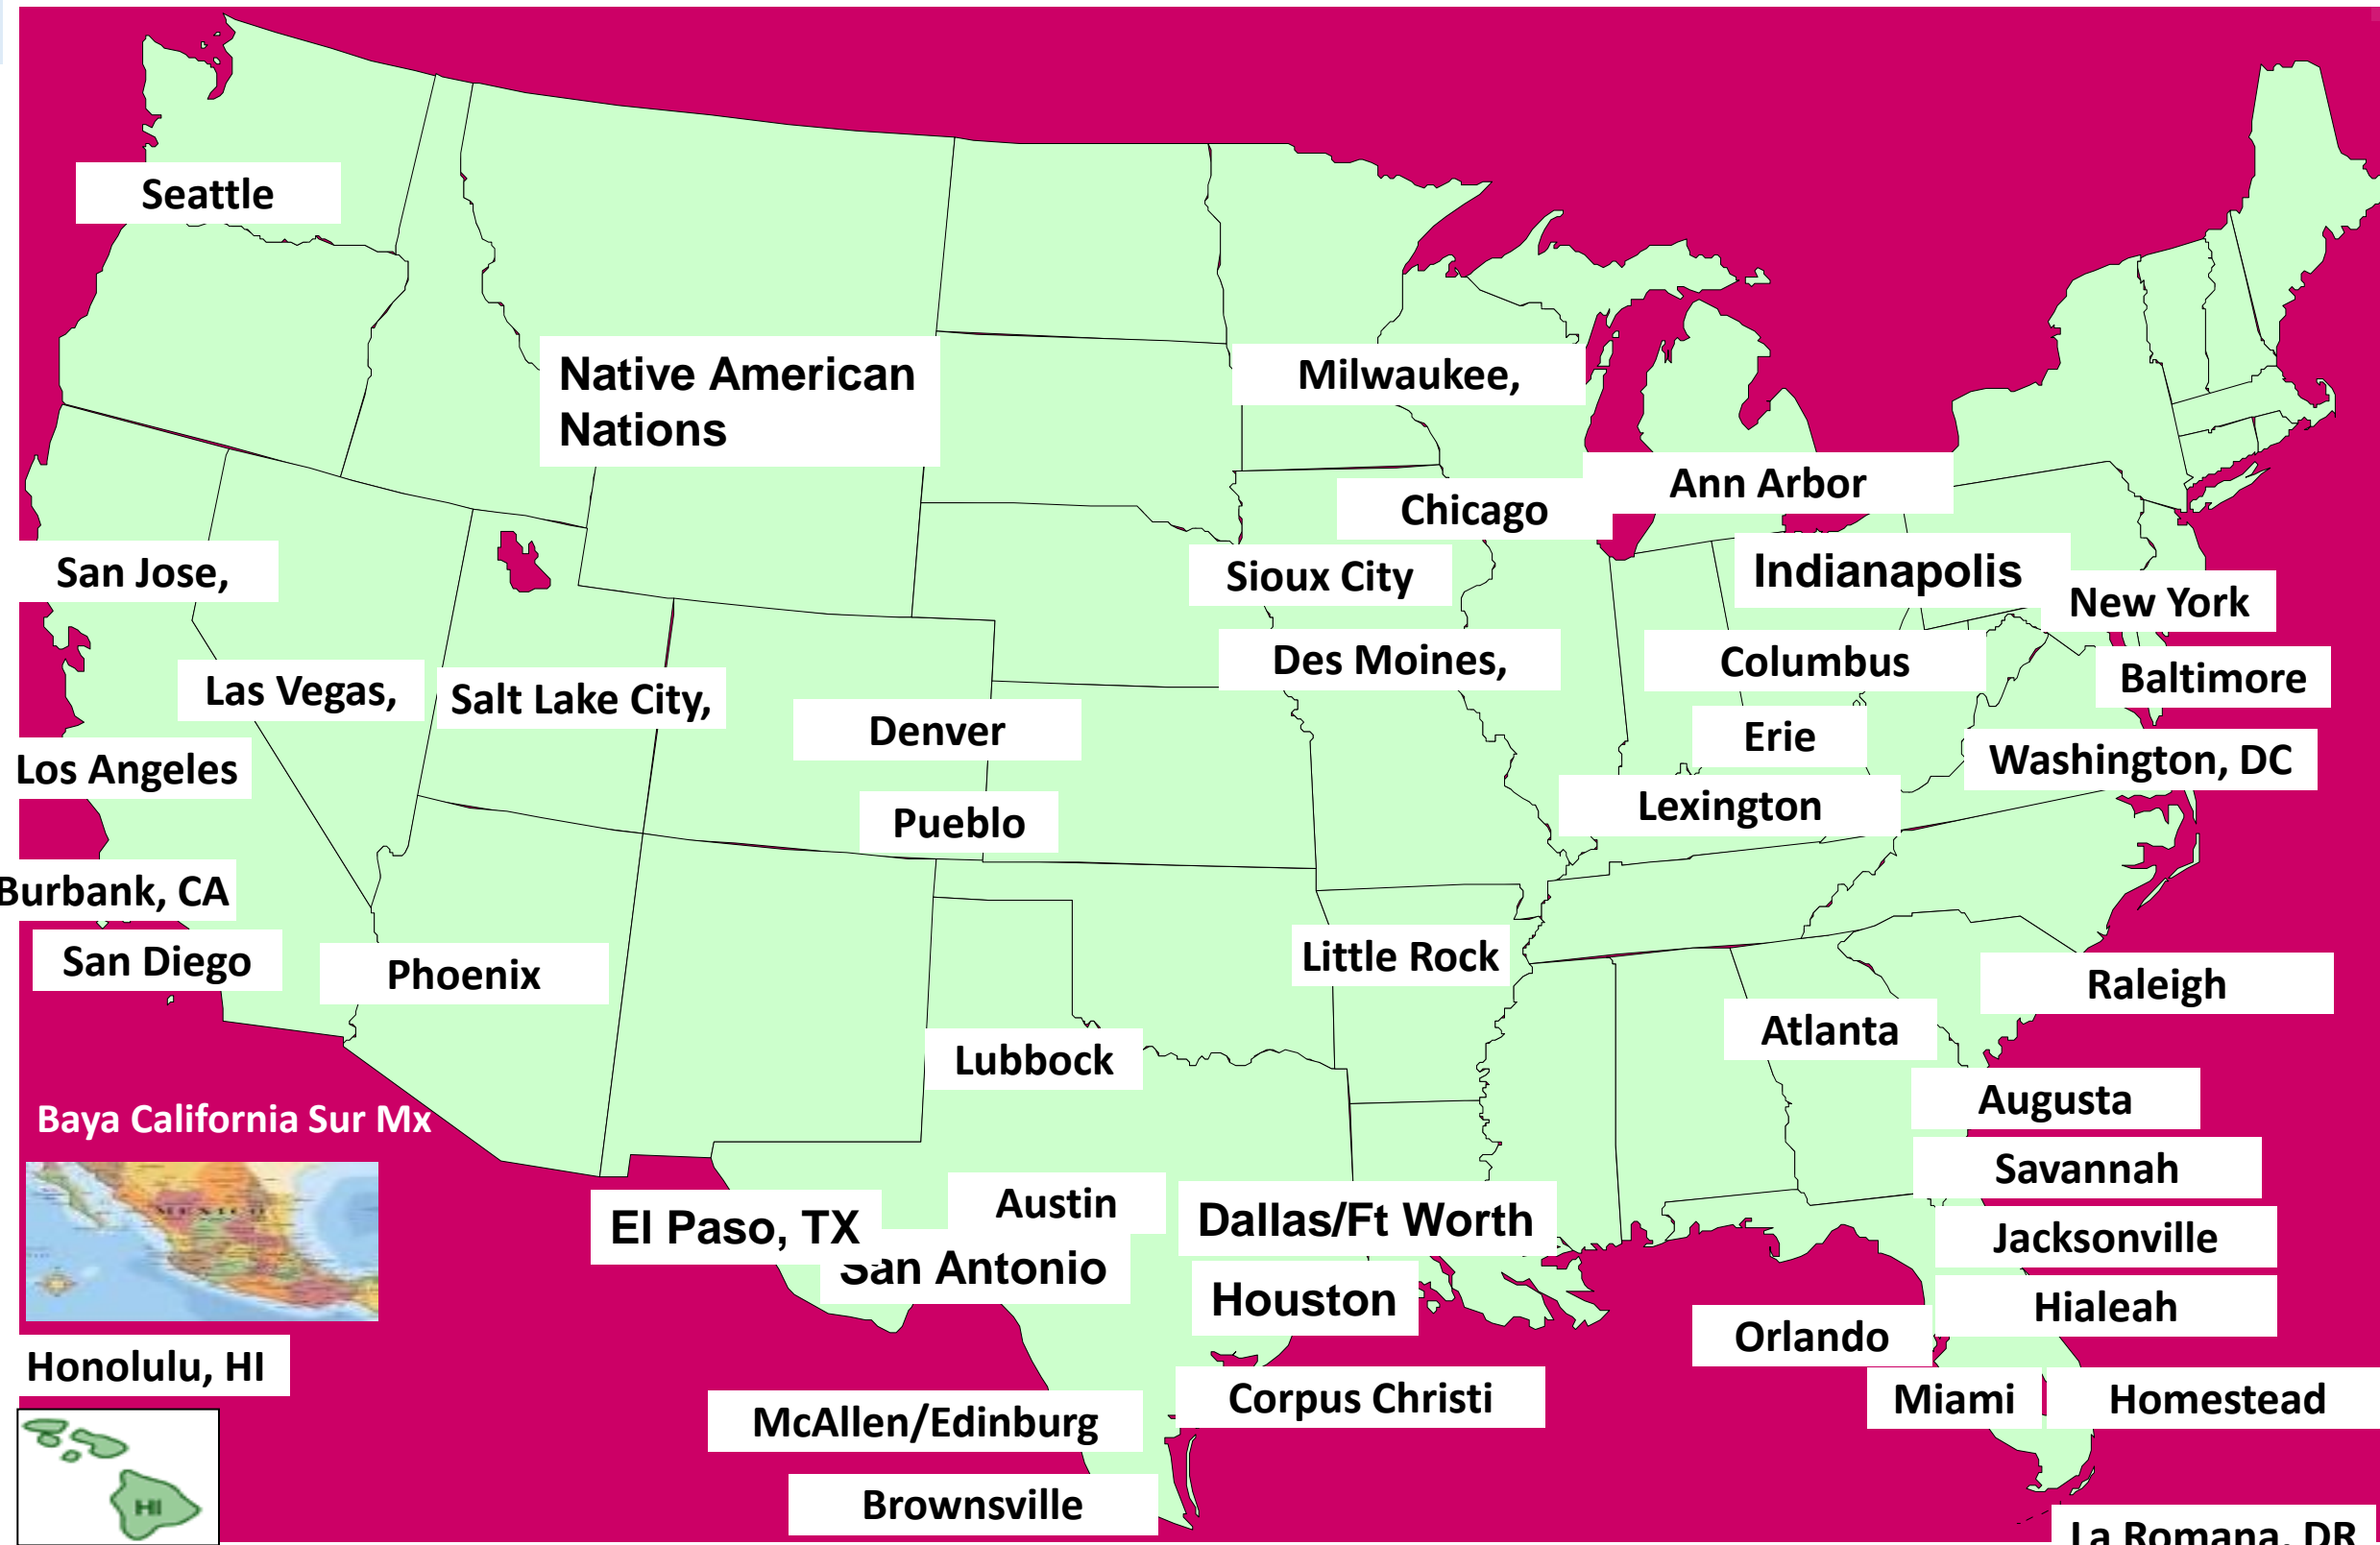 Seattle
Native American
Nations
Milwaukee,
Ann Arbor
Chicago
San Jose,
Sioux City
Indianapolis
New York
Las Vegas,
Salt Lake City,
Des Moines,
Columbus
Baltimore
Denver
Erie
Washington, DC
Los Angeles
Pueblo
Lexington
Burbank, CA
San Diego
Phoenix
Little Rock
Raleigh
Atlanta
Lubbock
Augusta
Baya California Sur Mx
Savannah
MEXICO
El Paso, TX
Austin
Dallas/Ft Worth
Jacksonville
San Antonio
Houston
Hialeah
Orlando
Honolulu, HI
Corpus Christi
Miami
Homestead
McAllen/Edinburg
HI
Brownsville
La Romana, DR